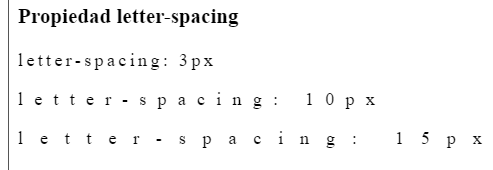 Propiedad letter-spacing
letter-spacing: 3px
letter-spacing: 10px
letter-spacing: 15px